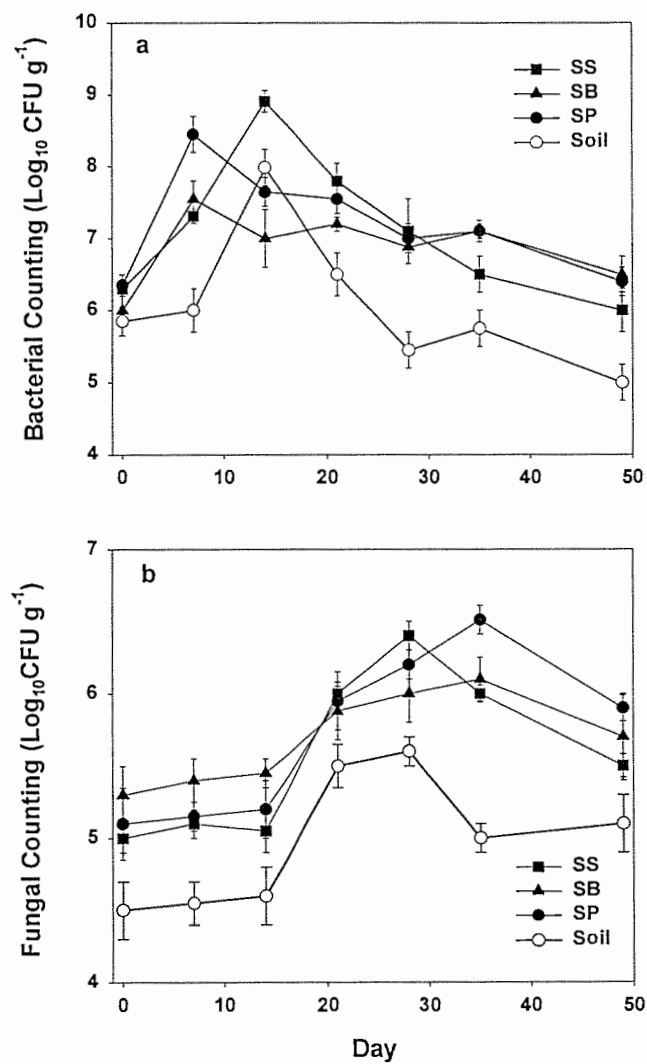 a
Bacterial Counting (Log10 CFU g-1)
10
9
8
7
6
5
4
SS
SB
SP
Soil
0 10 20 30 40 50
b
Fungal Counting (Log10CFU g-1)
7
6
5
4
SS
SB
SP
Soil
0 10 20 30 40 50
Day